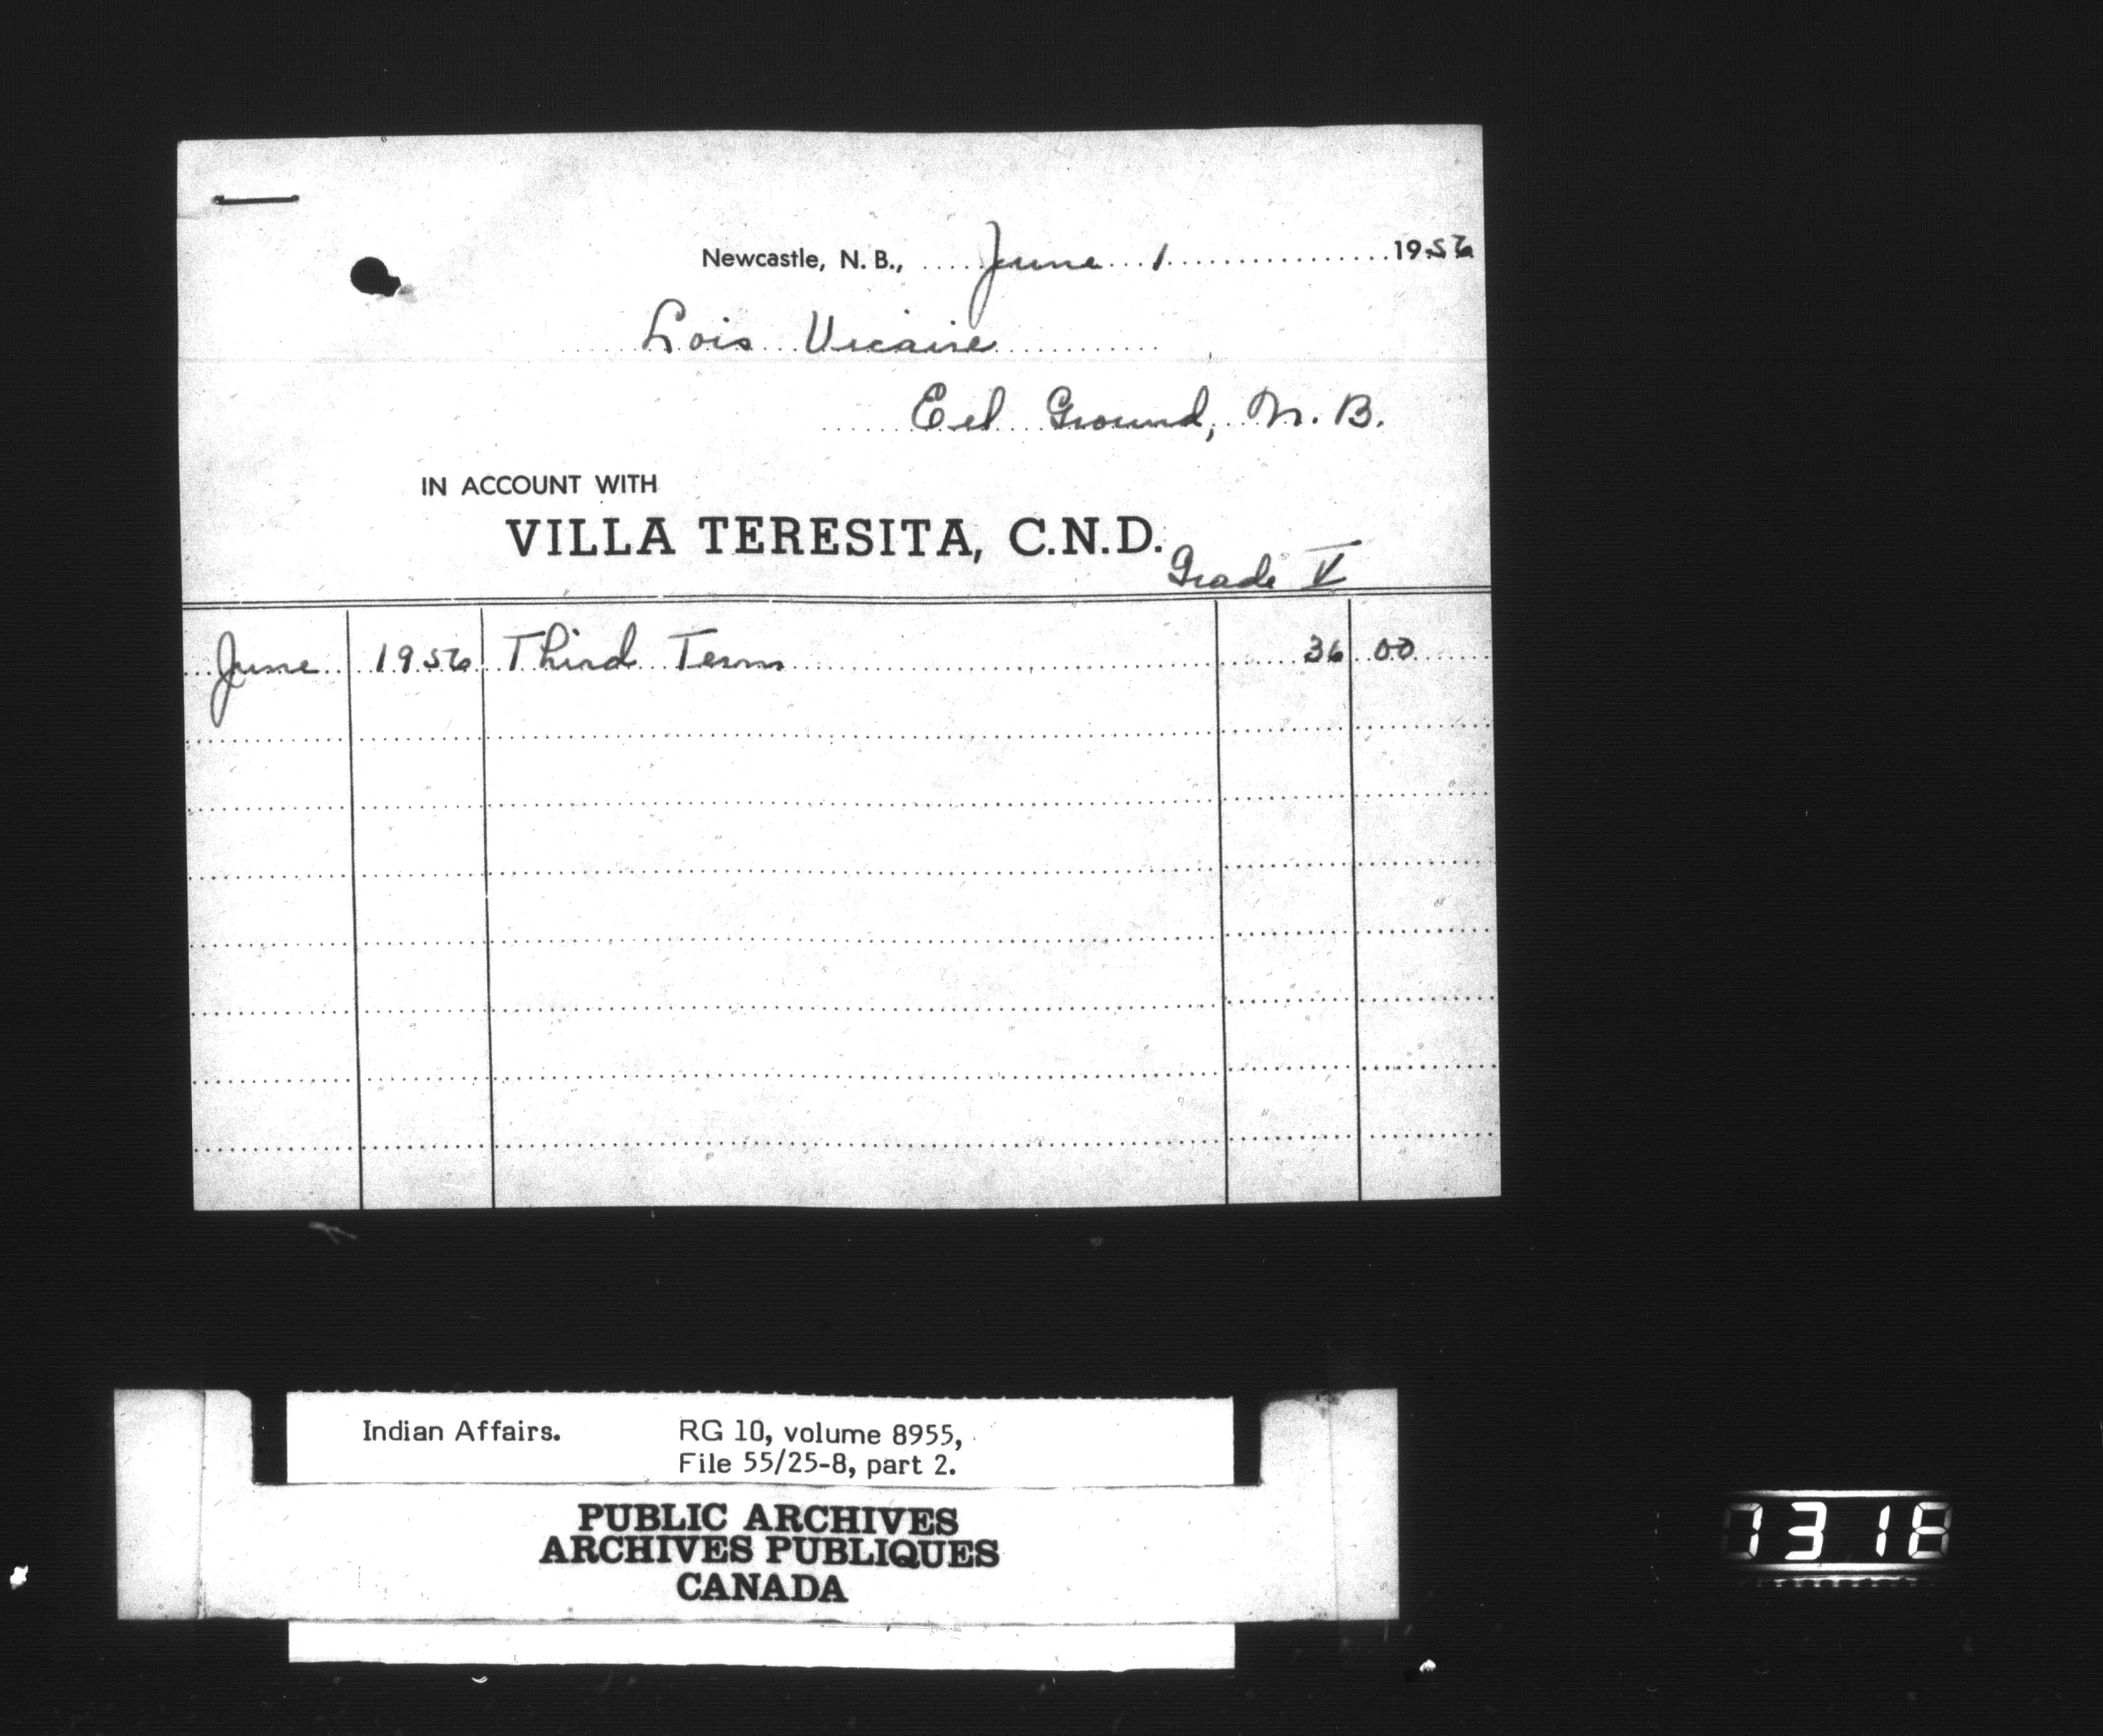 Newcastle, N. B., June 1 1956
Lois Vicaire
Eel Ground, N. B.
IN ACCOUNT WITH
VILLA TERESITA, C.N.D.
Grade V
June 1956 Third Term 36 00
Indian Affairs. RG 10, volume 8955,
File 55/25-8, part 2.
PUBLIC ARCHIVES
ARCHIVES PUBLIQUES
CANADA
1318